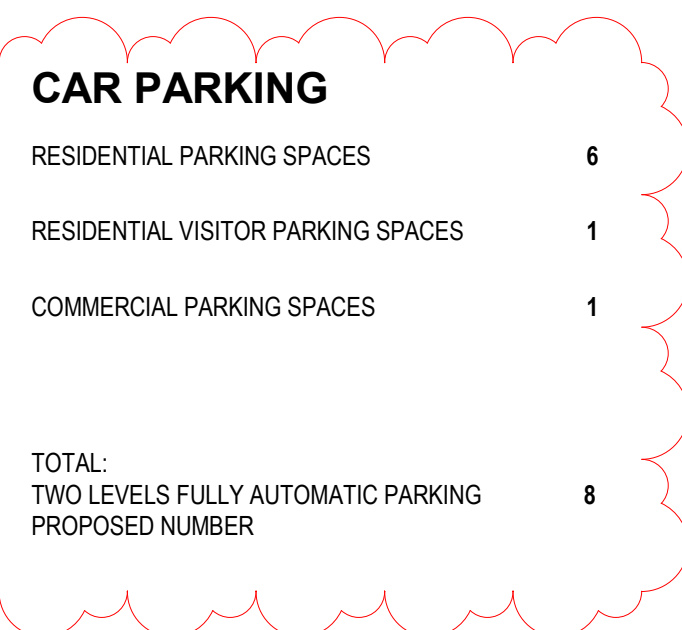 CAR PARKING
RESIDENTIAL PARKING SPACES 6
RESIDENTIAL VISITOR PARKING SPACES 1
COMMERCIAL PARKING SPACES 1
TOTAL:
TWO LEVELS FULLY AUTOMATIC PARKING 8
PROPOSED NUMBER